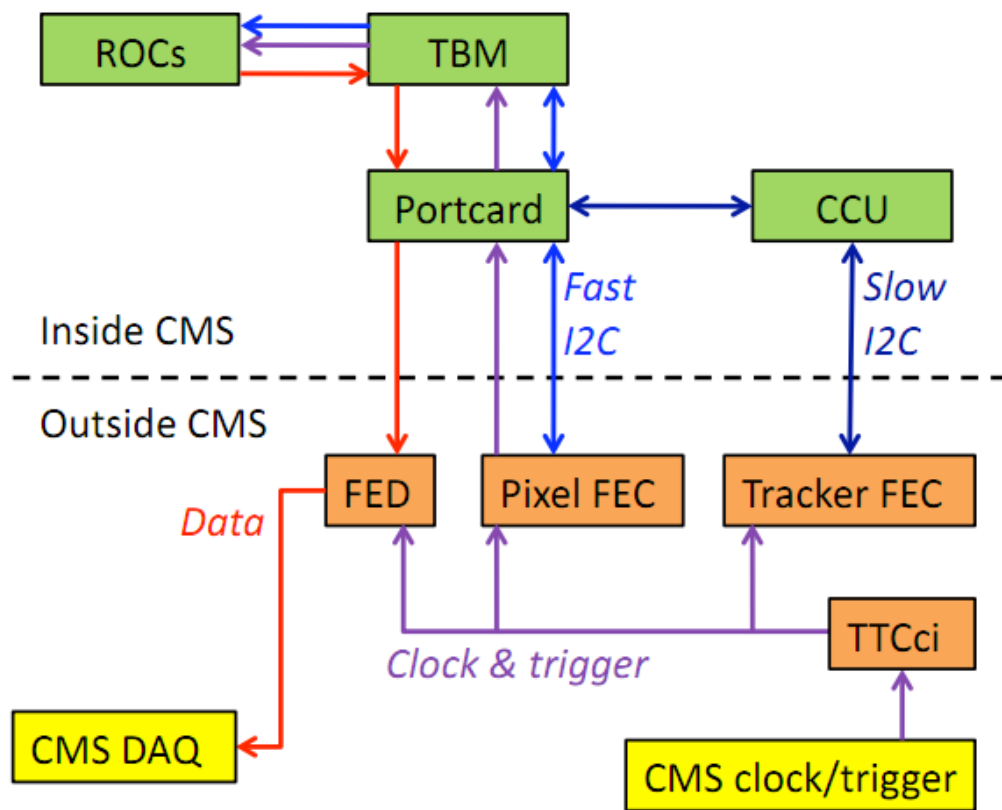 ROCs
TBM
Portcard
CCU
Fast
I2C
Slow
I2C
Inside CMS
Outside CMS
FED
Pixel FEC
Tracker FEC
Data
TTCci
Clock & trigger
CMS DAQ
CMS clock/trigger